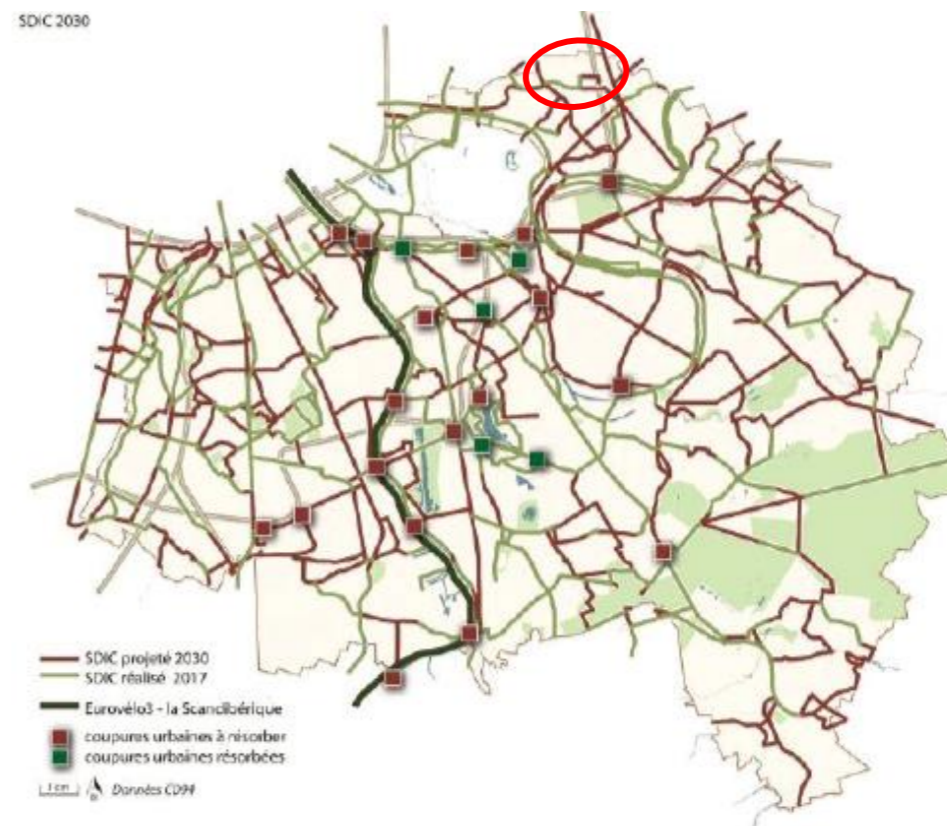 SDIC 2030
SDIC projeté 2030
SDIC réalisé 2017
Eurovélo3 - la Scandibérique
coupures urbaines à résorber
coupures urbaines résorbées
Données CD94